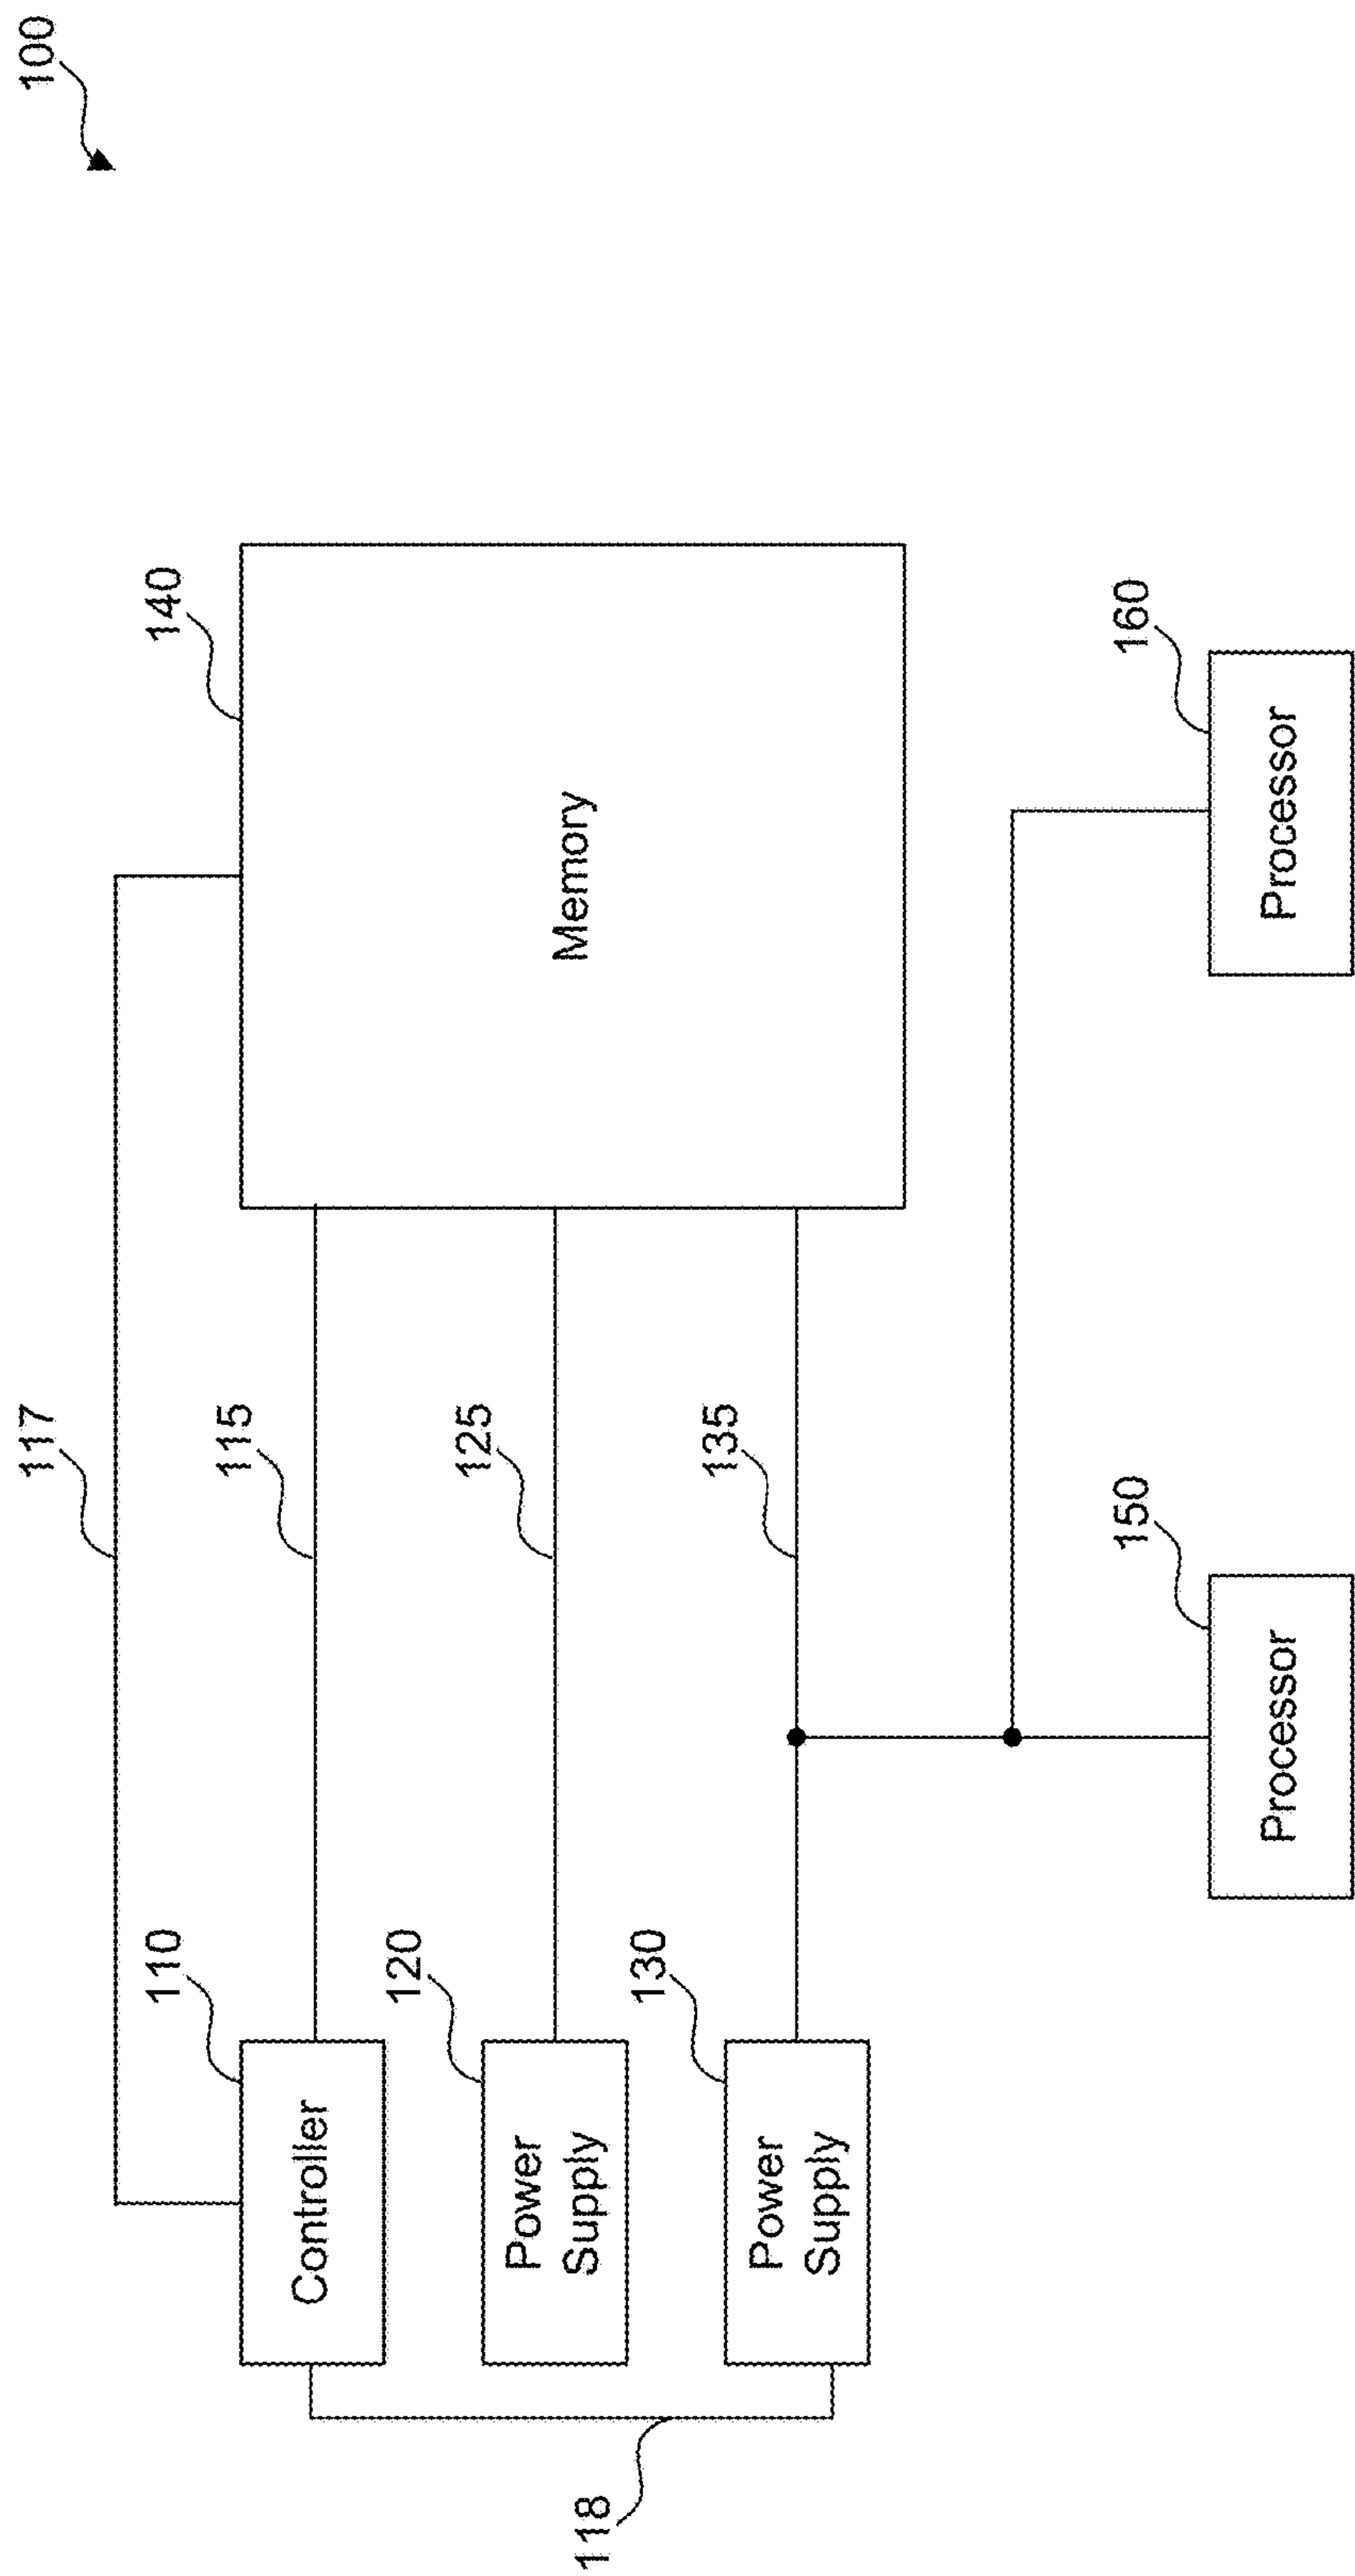 100
117
110
Controller
115
140
Memory
120
Power
Supply
125
130
Power
Supply
135
118
150
Processor
160
Processor